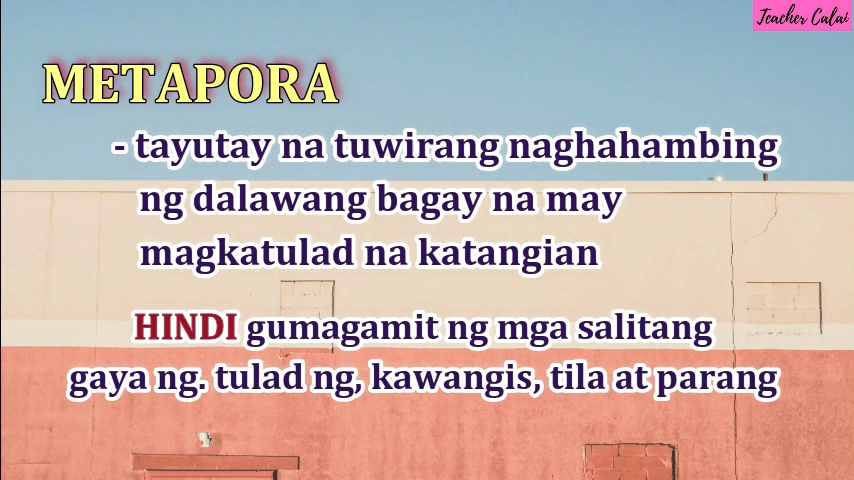 Teacher Calai
METAPORA
- tayutay na tuwirang naghahambing
ng dalawang bagay na may
magkatulad na katangian
HINDI gumagamit ng mga salitang
gaya ng. tulad ng, kawangis, tila at parang